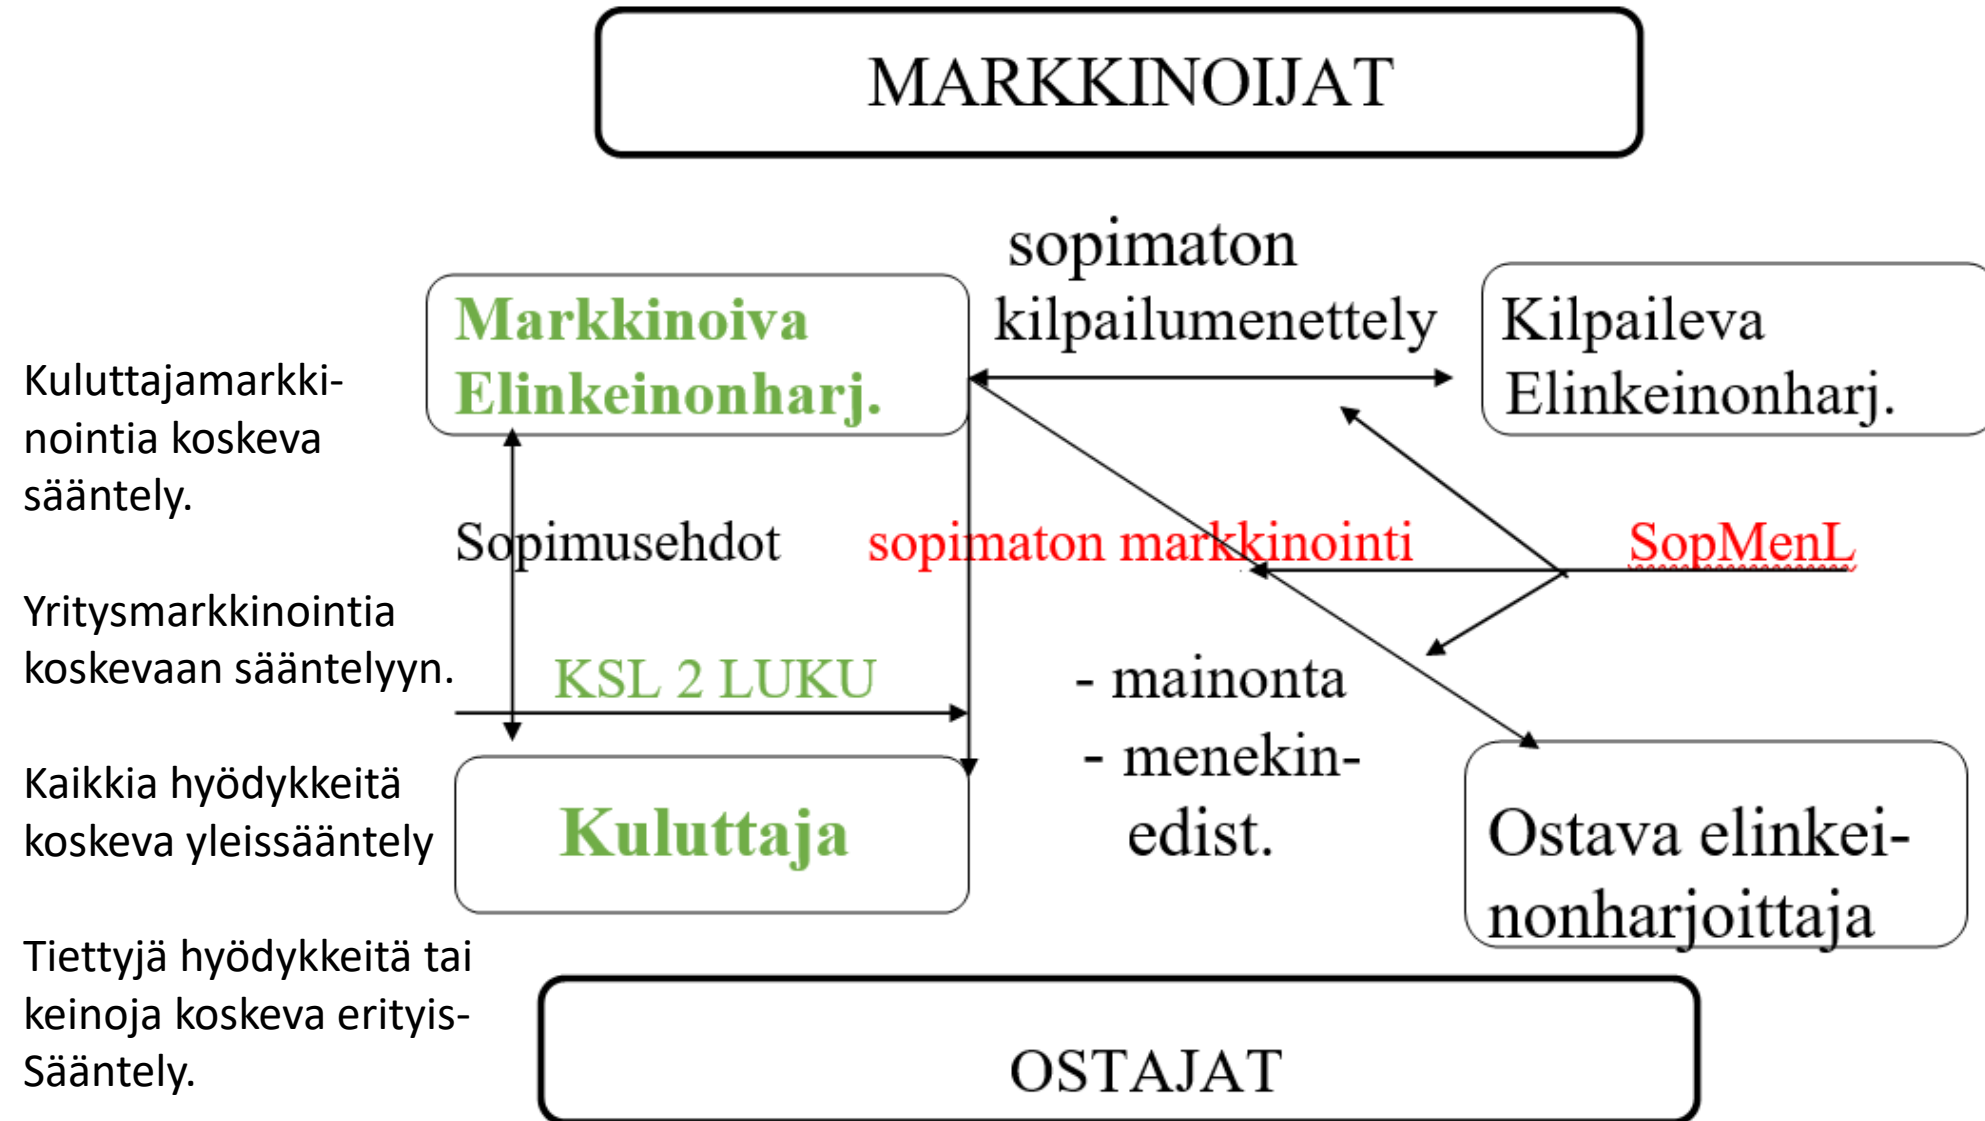 MARKKINOIJAT
sopimaton
kilpailumenettely
Markkinoiva
Elinkeinonharj.
Kilpaileva
Elinkeinonharj.
Kuluttajamarkki-
nointia koskeva
sääntely.
Sopimusehdot
sopimaton markkinointi
SopMenL
Yritysmarkkinointia
koskevaan sääntelyyn.
KSL 2 LUKU
- mainonta
- menekin-
edist.
Kaikkia hyödykkeitä
koskeva yleissääntely
Kuluttaja
Ostava elinkei-
nonharjoittaja
Tiettyjä hyödykkeitä tai
keinoja koskeva erityis-
Sääntely.
OSTAJAT